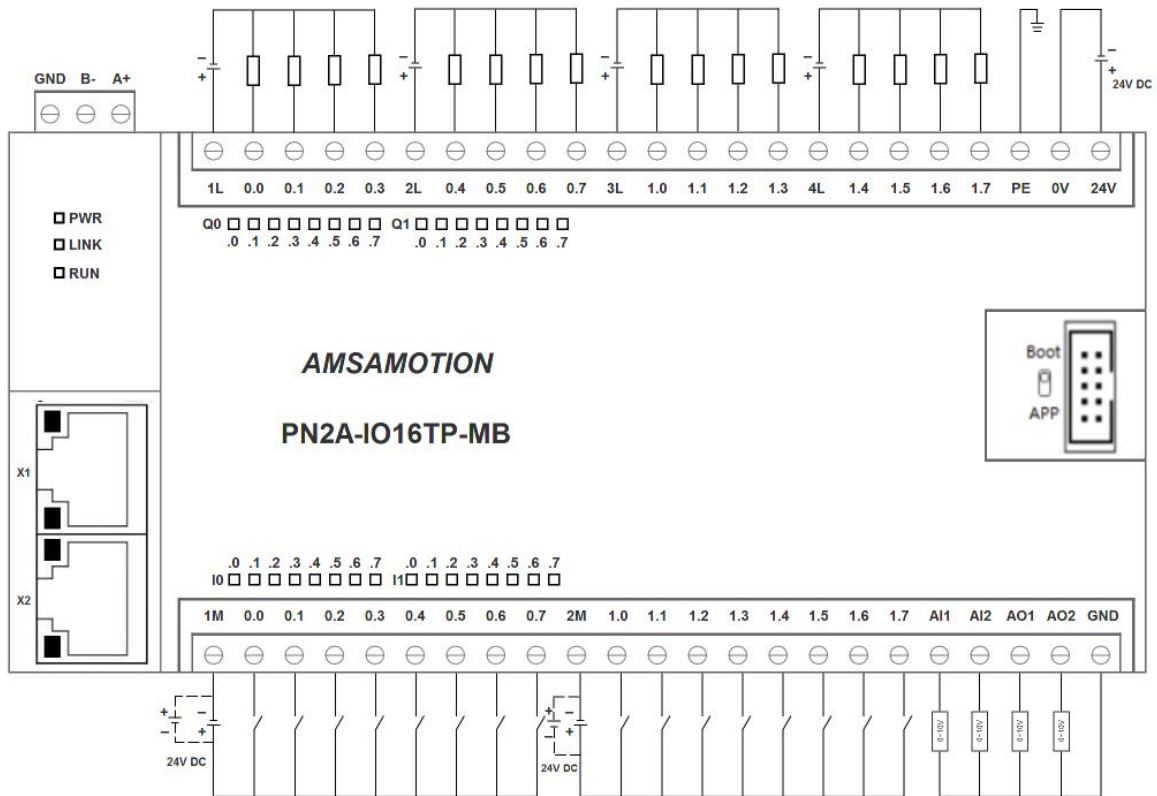 GND B- A+
− + − + − + − + − + 24V DC
1L 0.0 0.1 0.2 0.3 2L 0.4 0.5 0.6 0.7 3L 1.0 1.1 1.2 1.3 4L 1.4 1.5 1.6 1.7 PE 0V 24V
PWR
LINK
RUN
Q0 Q1
.0 .1 .2 .3 .4 .5 .6 .7 .0 .1 .2 .3 .4 .5 .6 .7
AMSAMOTION
PN2A-IO16TP-MB
Boot
APP
X1
X2
.0 .1 .2 .3 .4 .5 .6 .7 .0 .1 .2 .3 .4 .5 .6 .7
I0 I1
1M 0.0 0.1 0.2 0.3 0.4 0.5 0.6 0.7 2M 1.0 1.1 1.2 1.3 1.4 1.5 1.6 1.7 AI1 AI2 AO1 AO2 GND
+ − + −
− + − +
0-10V 0-10V 0-10V 0-10V
24V DC 24V DC